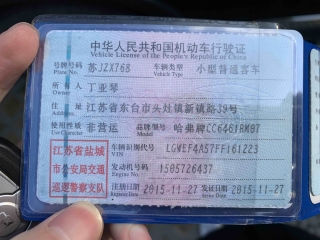 中华人民共和国机动车行驶证
Vehicle License of the People's Republic of China
号牌号码 苏JZX768 车辆类型 小型普通客车
Plate No. Vehicle Type
所有人 丁亚琴
Owner
住址 江苏省东台市头灶镇新镇路39号
Address
使用性质 非营运 品牌型号 哈弗牌CC6461RM07
Use Character Model
江苏省盐城 车辆识别代号 LGWEF4A57FF161223
VIN
市公安局交通 发动机号码 1505726437
Engine No.
巡逻警察支队 注册日期 2015-11-27 发证日期 2015-11-27
Register Date Issue Date